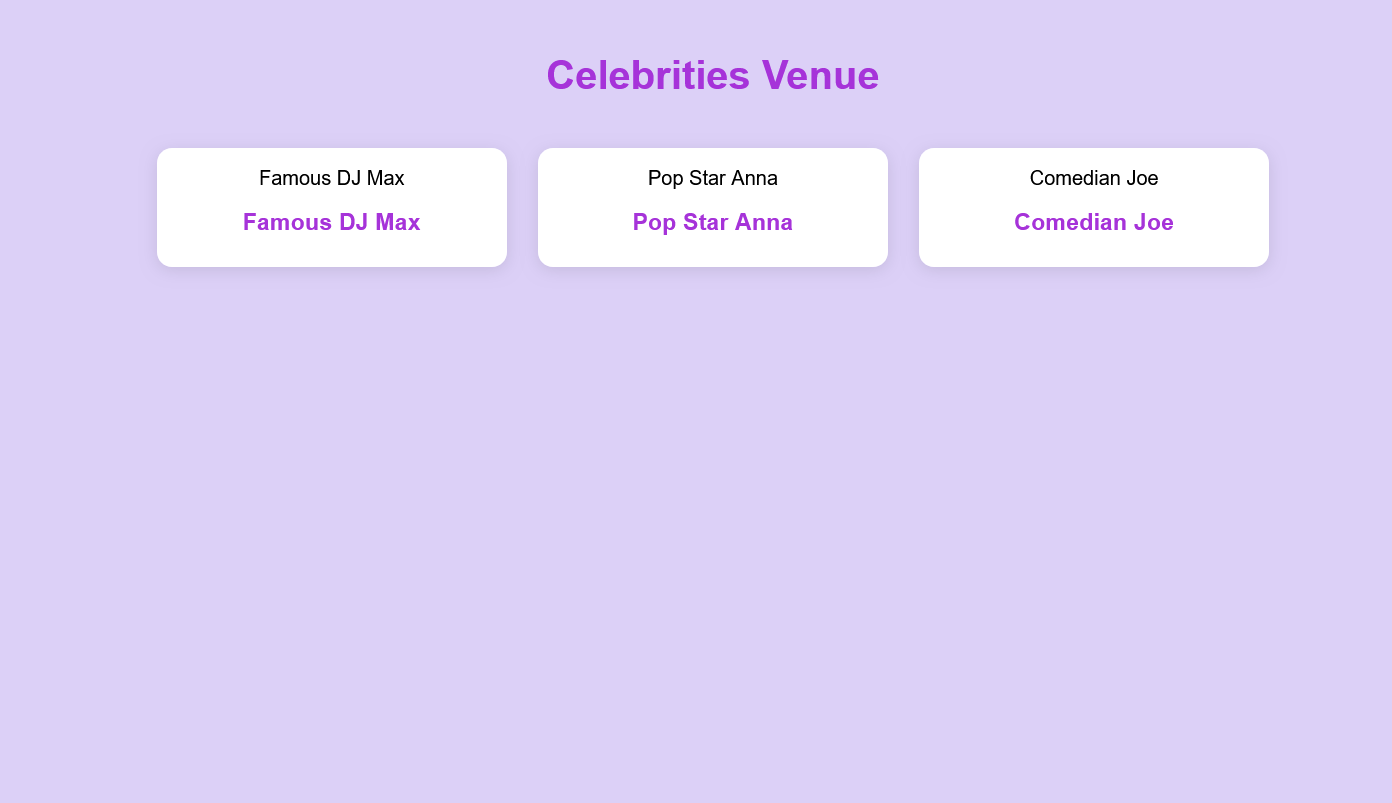 Celebrities Venue
Famous DJ Max
Famous DJ Max
Pop Star Anna
Pop Star Anna
Comedian Joe
Comedian Joe